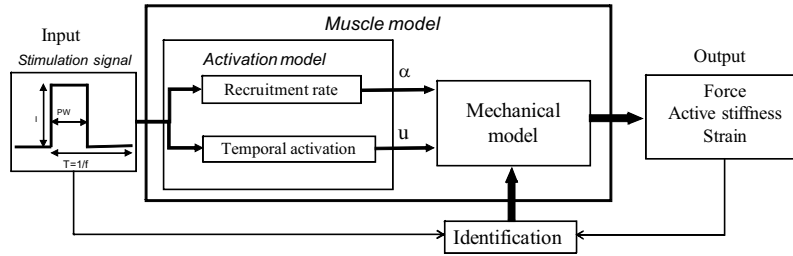 Muscle model
Input
Stimulation signal
Activation model
Output
I
PW
T=1/f
Recruitment rate
α
Temporal activation
u
Mechanical
model
Force
Active stiffness
Strain
Identification